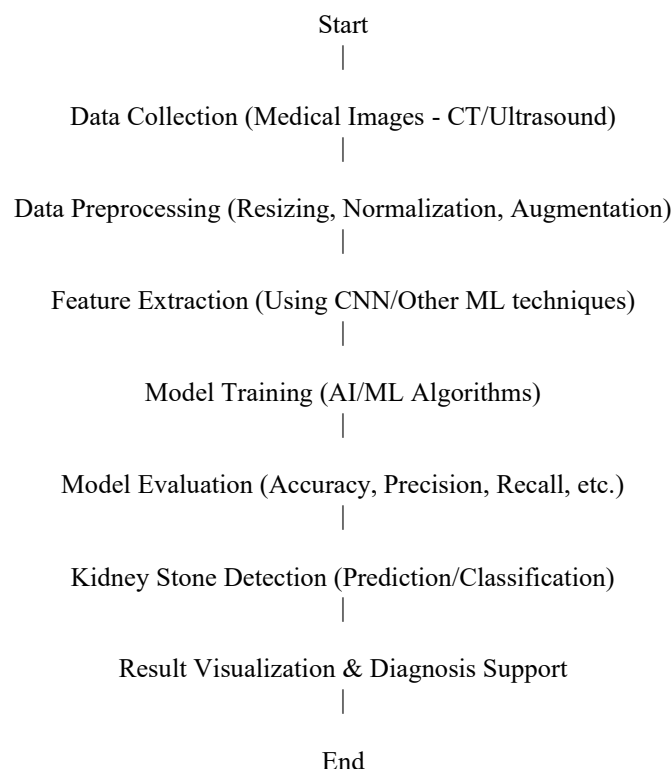 Start
|
Data Collection (Medical Images - CT/Ultrasound)
|
Data Preprocessing (Resizing, Normalization, Augmentation)
|
Feature Extraction (Using CNN/Other ML techniques)
|
Model Training (AI/ML Algorithms)
|
Model Evaluation (Accuracy, Precision, Recall, etc.)
|
Kidney Stone Detection (Prediction/Classification)
|
Result Visualization & Diagnosis Support
|
End